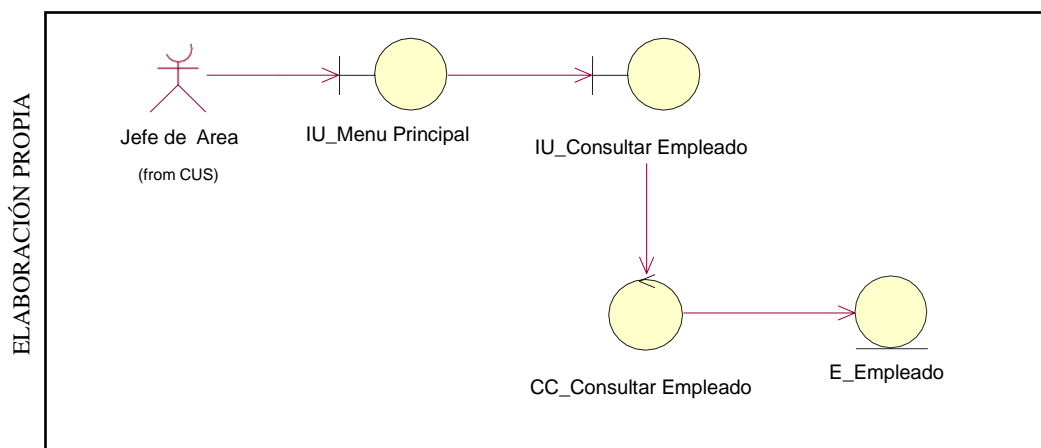 ELABORACIÓN PROPIA
Jefe de Area
(from CUS)
IU_Menu Principal
IU_Consultar Empleado
CC_Consultar Empleado
E_Empleado